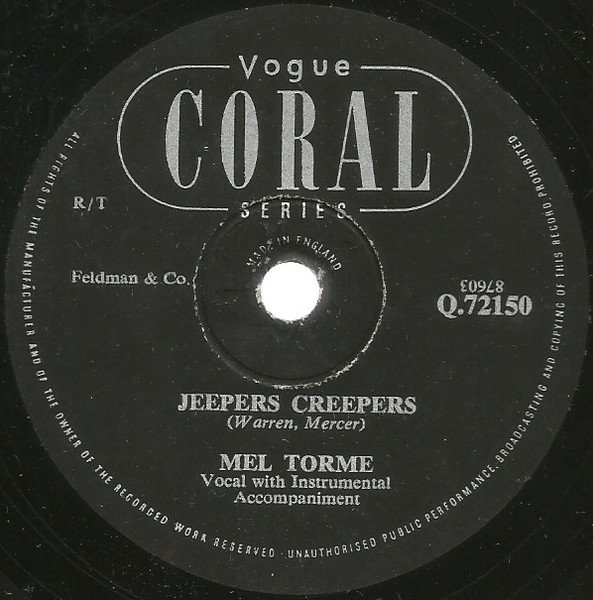 Vogue
CORAL
SERIES
R/T
MADE IN ENGLAND
Feldman & Co.
87603
Q.72150
JEEPERS CREEPERS
(Warren, Mercer)
MEL TORME
Vocal with Instrumental
Accompaniment
ALL RIGHTS OF THE MANUFACTURER AND OF THE OWNER OF THE RECORDED WORK RESERVED · UNAUTHORISED PUBLIC PERFORMANCE, BROADCASTING AND COPYING OF THIS RECORD PROHIBITED